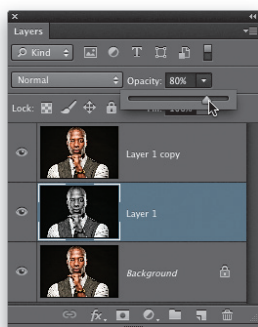 Layers
Kind
Normal Opacity: 80%
Lock:
Layer 1 copy
Layer 1
Background
fx